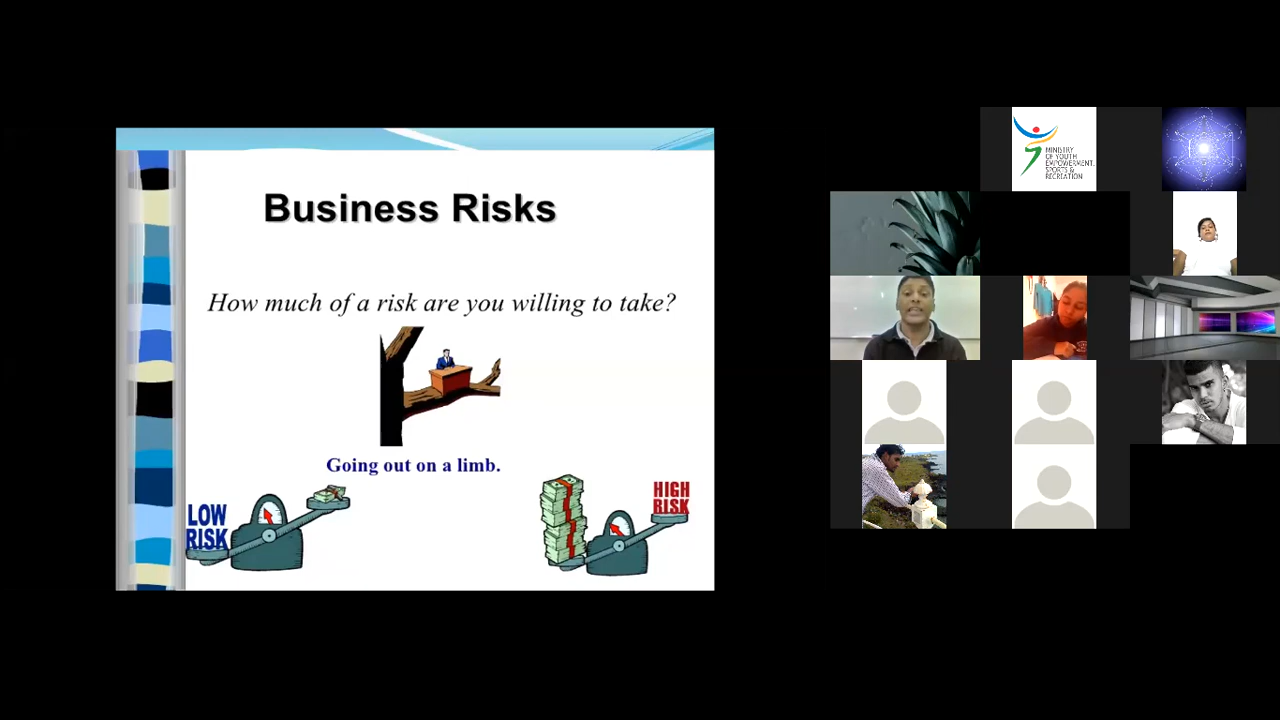 Business Risks
How much of a risk are you willing to take?
Going out on a limb.
LOW
RISK
HIGH
RISK
MINISTRY
OF YOUTH
EMPOWERMENT,
SPORTS &
RECREATION